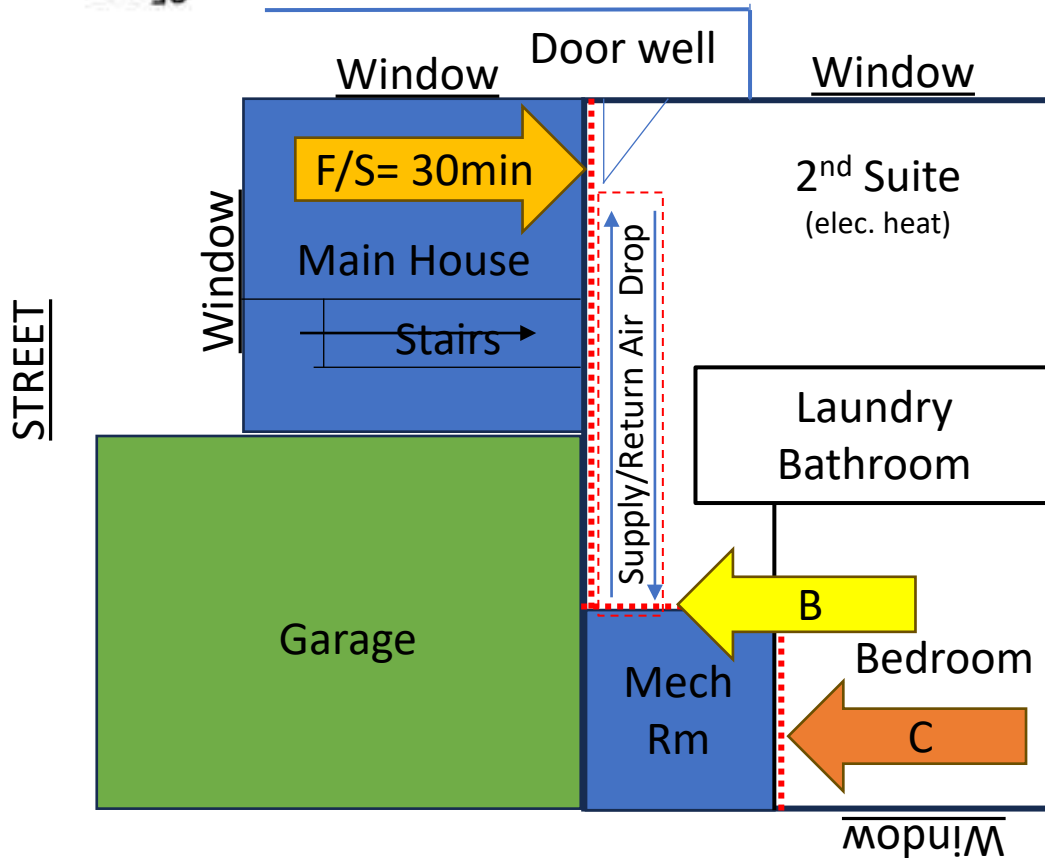 Door well
Window
Window
F/S= 30min
2nd Suite
(elec. heat)
Window
Main House
Supply/Return Air Drop
STREET
Stairs
Laundry
Bathroom
B
Garage
Bedroom
Mech
Rm
C
Window